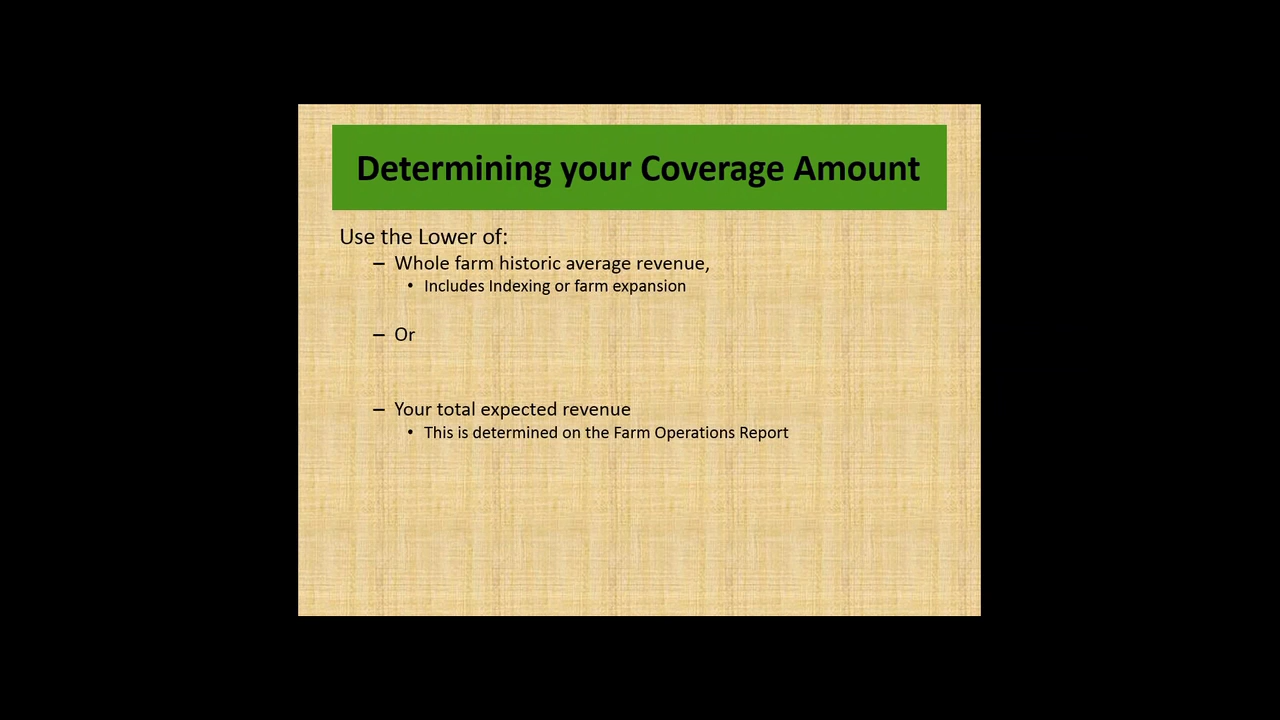 Determining your Coverage Amount
Use the Lower of:
– Whole farm historic average revenue,
• Includes Indexing or farm expansion
– Or
– Your total expected revenue
• This is determined on the Farm Operations Report